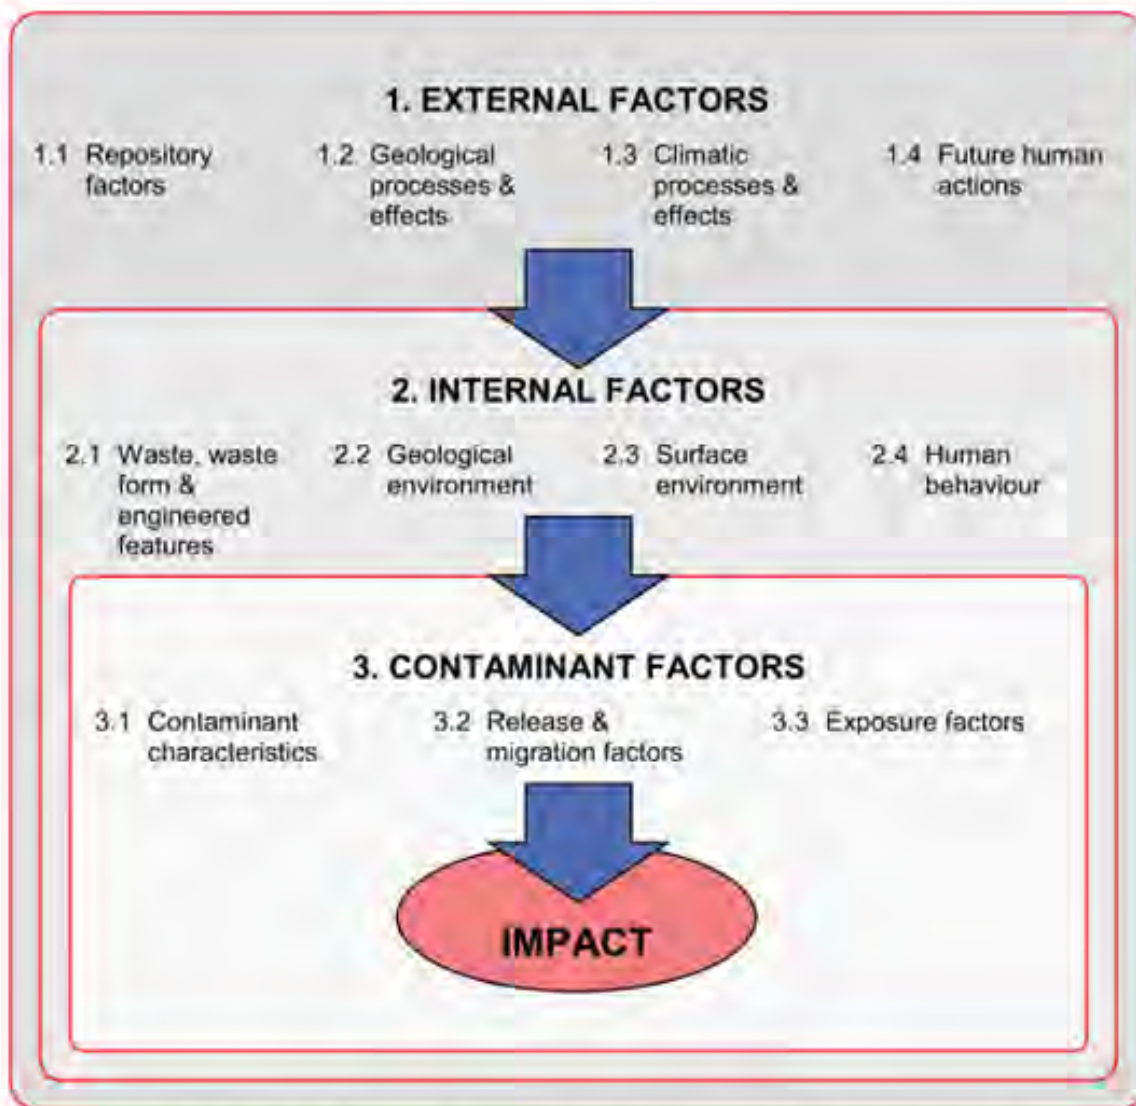 1. EXTERNAL FACTORS
1.1 Repository
factors
1.2 Geological
processes &
effects
1.3 Climatic
processes &
effects
1.4 Future human
actions
2. INTERNAL FACTORS
2.1 Waste, waste
form &
engineered
features
2.2 Geological
environment
2.3 Surface
environment
2.4 Human
behaviour
3. CONTAMINANT FACTORS
3.1 Contaminant
characteristics
3.2 Release &
migration factors
3.3 Exposure factors
IMPACT